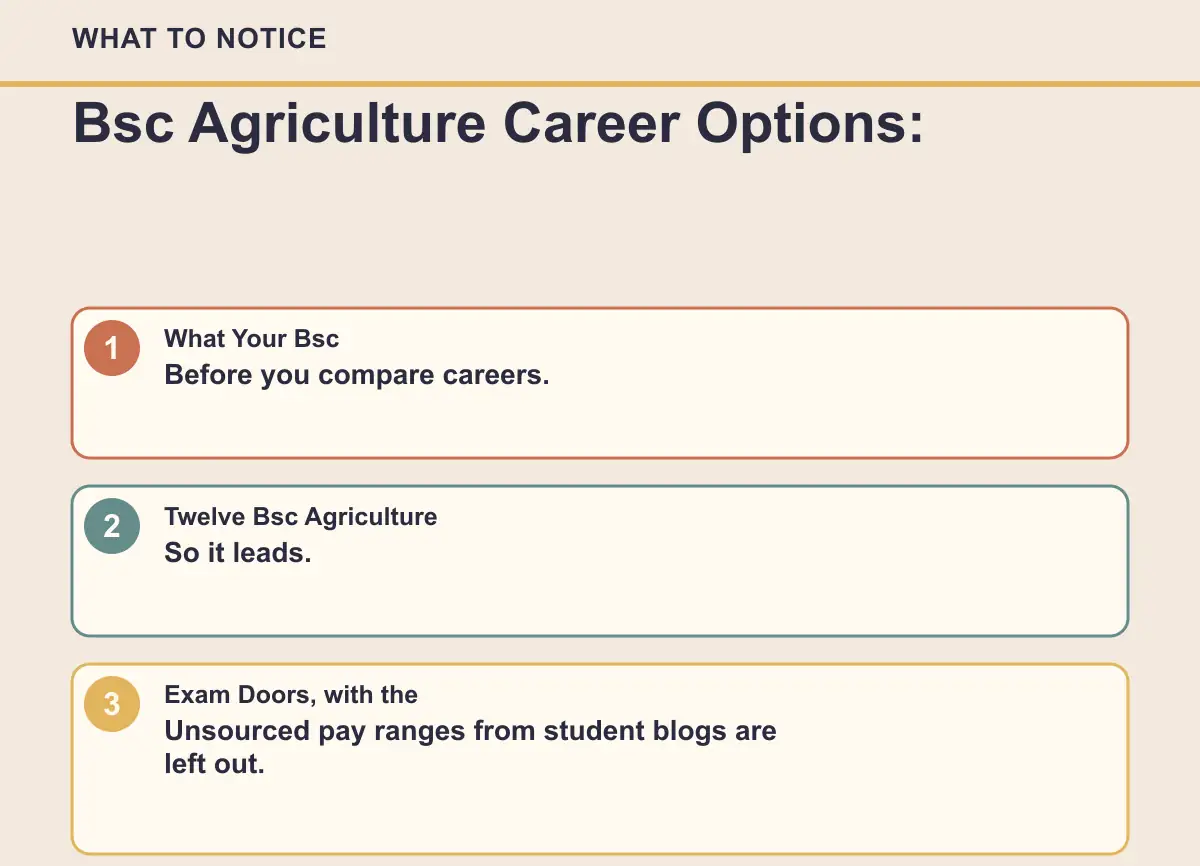 WHAT TO NOTICE
Bsc Agriculture Career Options:
1
What Your Bsc
Before you compare careers.
2
Twelve Bsc Agriculture
So it leads.
3
Exam Doors, with the
Unsourced pay ranges from student blogs are
left out.